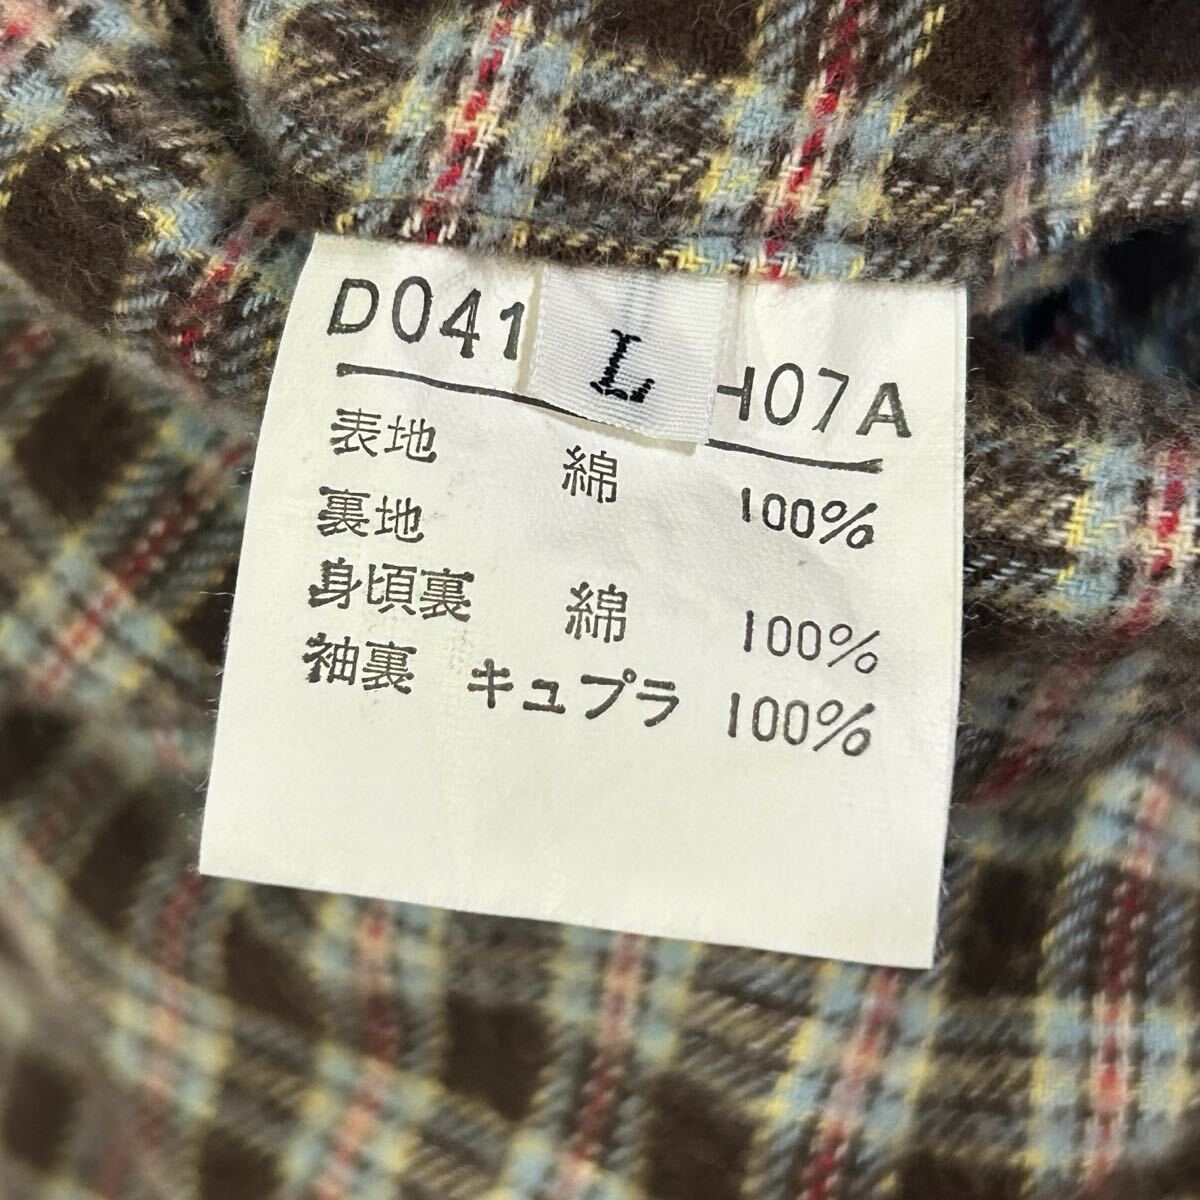 D041
L
H07A
表地 綿 100%
裏地
身頃裏 綿 100%
袖裏 キュプラ 100%